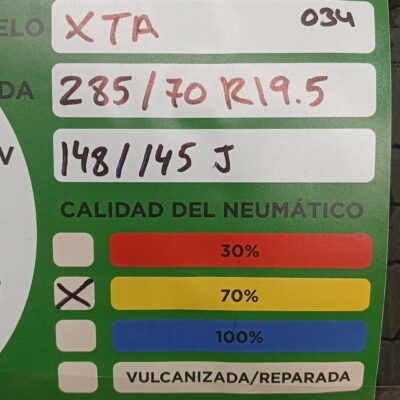 ELO XTA 034
DA 285/70 R19.5
V 148/145 J
CALIDAD DEL NEUMÁTICO
30%
X 70%
100%
VULCANIZADA/REPARADA